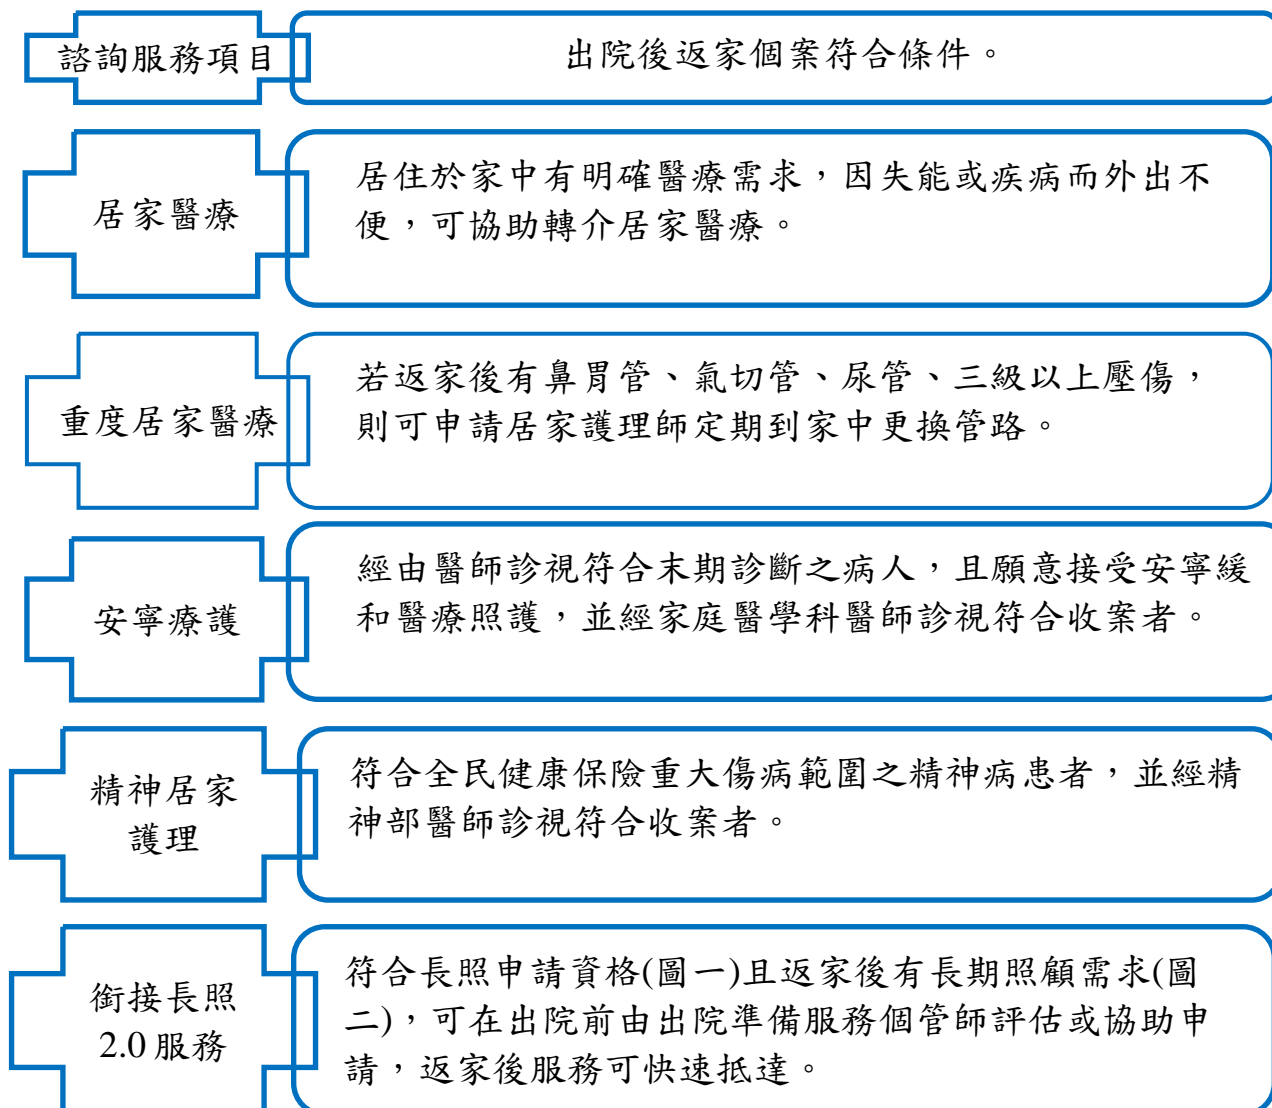 諮詢服務項目
出院後返家個案符合條件。
居家醫療
居住於家中有明確醫療需求，因失能或疾病而外出不
便，可協助轉介居家醫療。
重度居家醫療
若返家後有鼻胃管、氣切管、尿管、三級以上壓傷，
則可申請居家護理師定期到家中更換管路。
安寧療護
經由醫師診視符合末期診斷之病人，且願意接受安寧緩
和醫療照護，並經家庭醫學科醫師診視符合收案者。
精神居家
護理
符合全民健康保險重大傷病範圍之精神病患者，並經精
神部醫師診視符合收案者。
銜接長照
2.0服務
符合長照申請資格(圖一)且返家後有長期照顧需求(圖
二)，可在出院前由出院準備服務個管師評估或協助申
請，返家後服務可快速抵達。